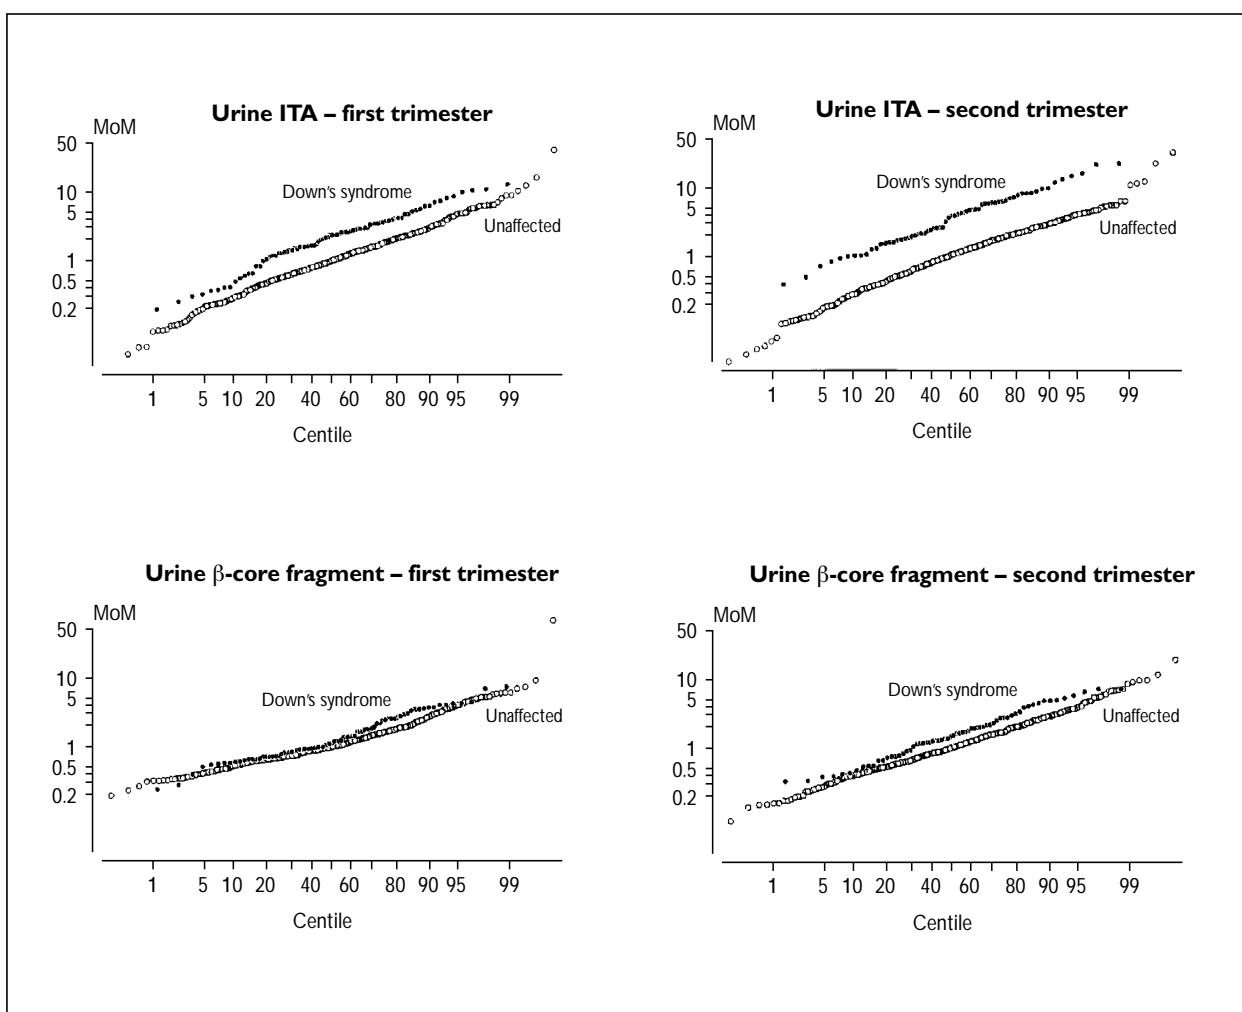 Urine ITA – first trimester
MoM
50
10
5
1
0.5
0.2
Down's syndrome
Unaffected
1 5 10 20 40 60 80 90 95 99
Centile
Urine ITA – second trimester
MoM
50
10
5
1
0.5
0.2
Down's syndrome
Unaffected
1 5 10 20 40 60 80 90 95 99
Centile
Urine β-core fragment – first trimester
MoM
50
10
5
1
0.5
0.2
Down's syndrome
Unaffected
1 5 10 20 40 60 80 90 95 99
Centile
Urine β-core fragment – second trimester
MoM
50
10
5
1
0.5
0.2
Down's syndrome
Unaffected
1 5 10 20 40 60 80 90 95 99
Centile